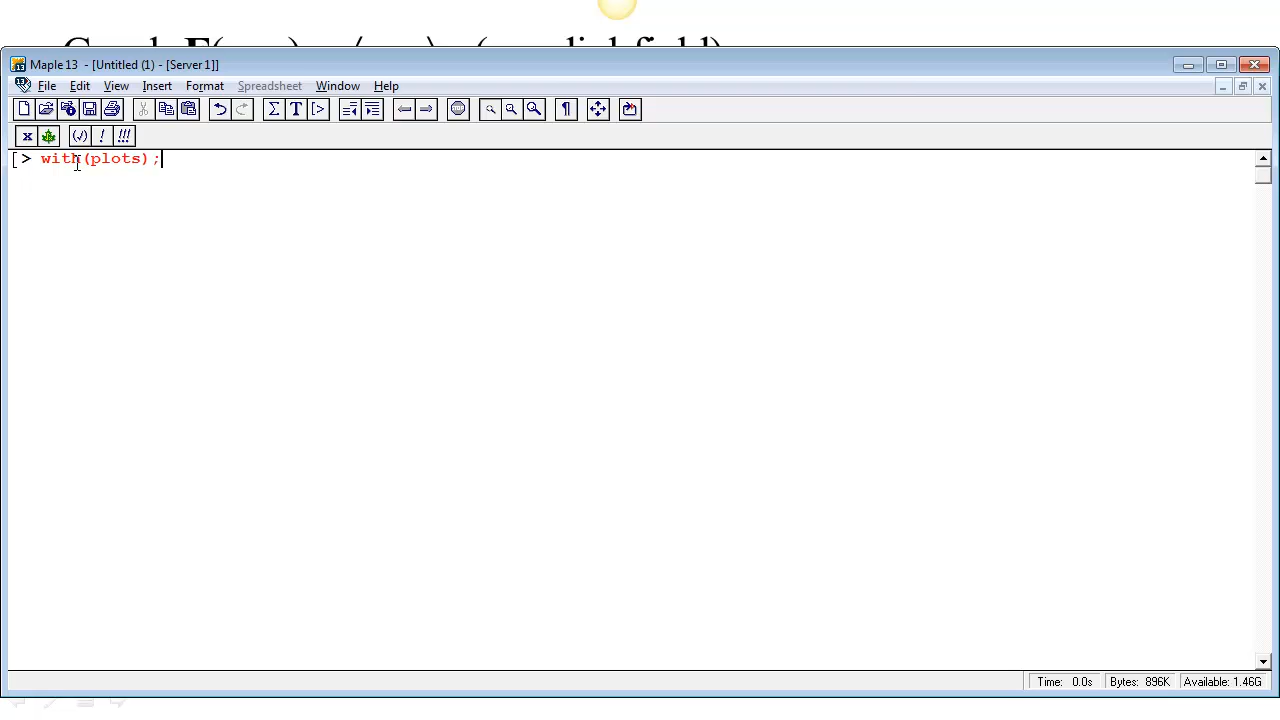 Maple 13 - [Untitled (1) - [Server 1]]
File Edit View Insert Format Spreadsheet Window Help
[> with(plots);
Time: 0.0s Bytes: 896K Available: 1.46G